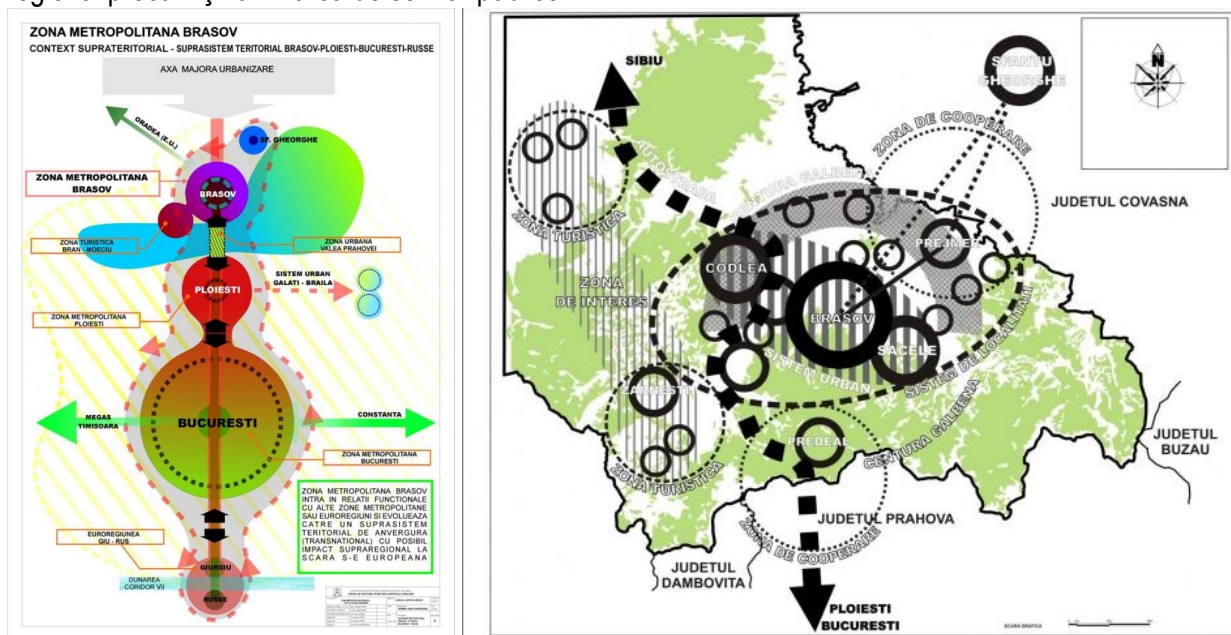 ZONA METROPOLITANA BRASOV
CONTEXT SUPRATERITORIAL - SUPRASISTEM TERITORIAL BRASOV-PLOIESTI-BUCURESTI-RUSSE
AXA MAJORA URBANIZARE
ORADEA (E.U.)
SF. GHEORGHE
ZONA METROPOLITANA
BRASOV
BRASOV
ZONA TURISTICA
BRAN - MOECIU
ZONA URBANA
VALEA PRAHOVEI
PLOIESTI
SISTEM URBAN
GALATI - BRAILA
ZONA METROPOLITANA
PLOIESTI
MEGAS
TIMISOARA
CONSTANTA
BUCURESTI
ZONA METROPOLITANA
BUCURESTI
ZONA METROPOLITANA BRASOV
INTRA IN RELATII FUNCTIONALE
CU ALTE ZONE METROPOLITANE
SAU EUROREGIUNI SI EVOLUEAZA
CATRE UN SUPRASISTEM
TERITORIAL DE ANVERGURA
(TRANSNATIONAL) CU POSIBIL
IMPACT SUPRAREGIONAL LA
SCARA S-E EUROPEANA
EUROREGIUNEA
GIU - RUS
GIURGIU
DUNAREA
CORIDOR VII
RUSSE
SIBIU
SFANTU
GHEORGHE
N
ZONA DE COOPERARE
AUTOSTRADA
CENTURA GALBENA
JUDETUL COVASNA
ZONA TURISTICA
PREJMER
CODLEA
ZONA
DE INTERES
BRASOV
SACELE
SISTEM URBAN
SISTEM DE LOCALITATI
ZARNESTI
CENTURA GALBENA
PREDEAL
JUDETUL
BUZAU
ZONA TURISTICA
JUDETUL PRAHOVA
ZONA DE COOPERARE
JUDETUL
DAMBOVITA
PLOIESTI
BUCURESTI
SCARA GRAFICA